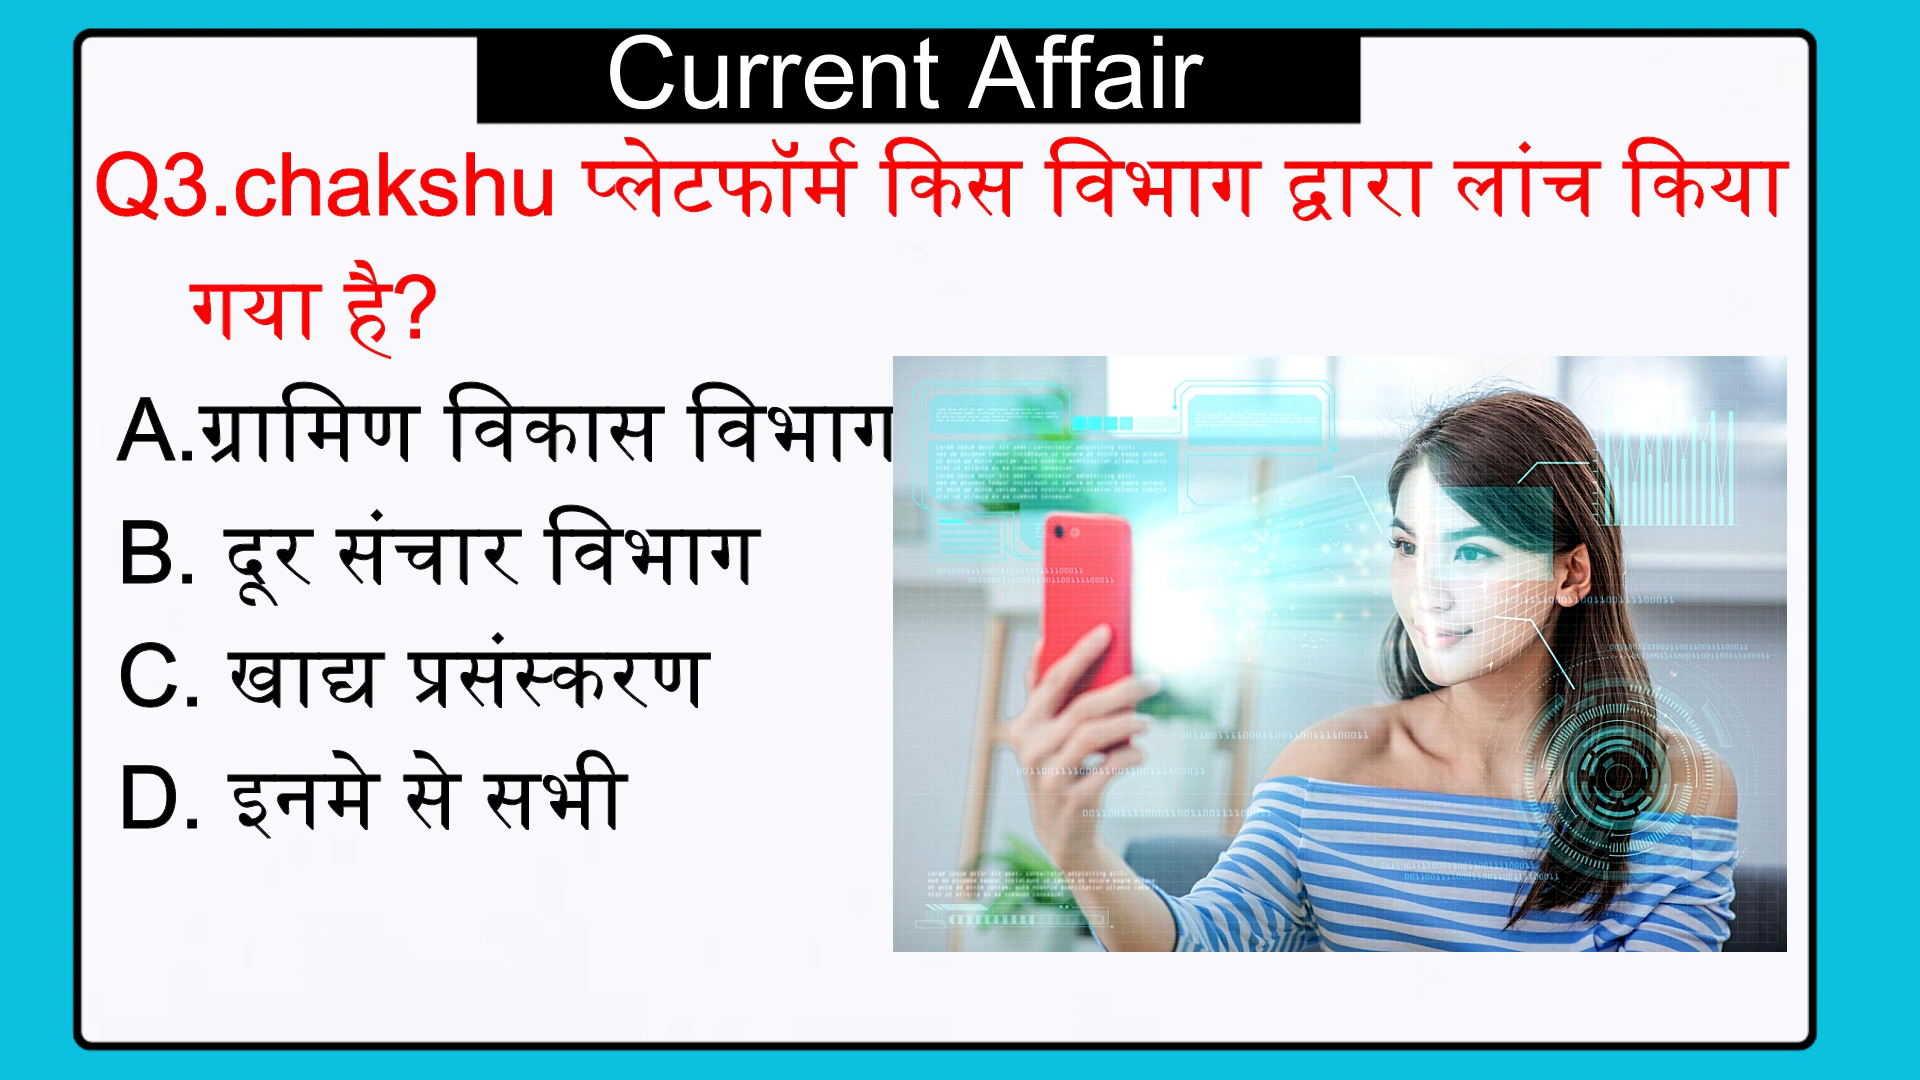 Current Affair
Q3.chakshu प्लेटफॉर्म किस विभाग द्वारा लांच किया
गया है?
A.ग्रामिण विकास विभाग
B. दूर संचार विभाग
C. खाद्य प्रसंस्करण
D. इनमे से सभी